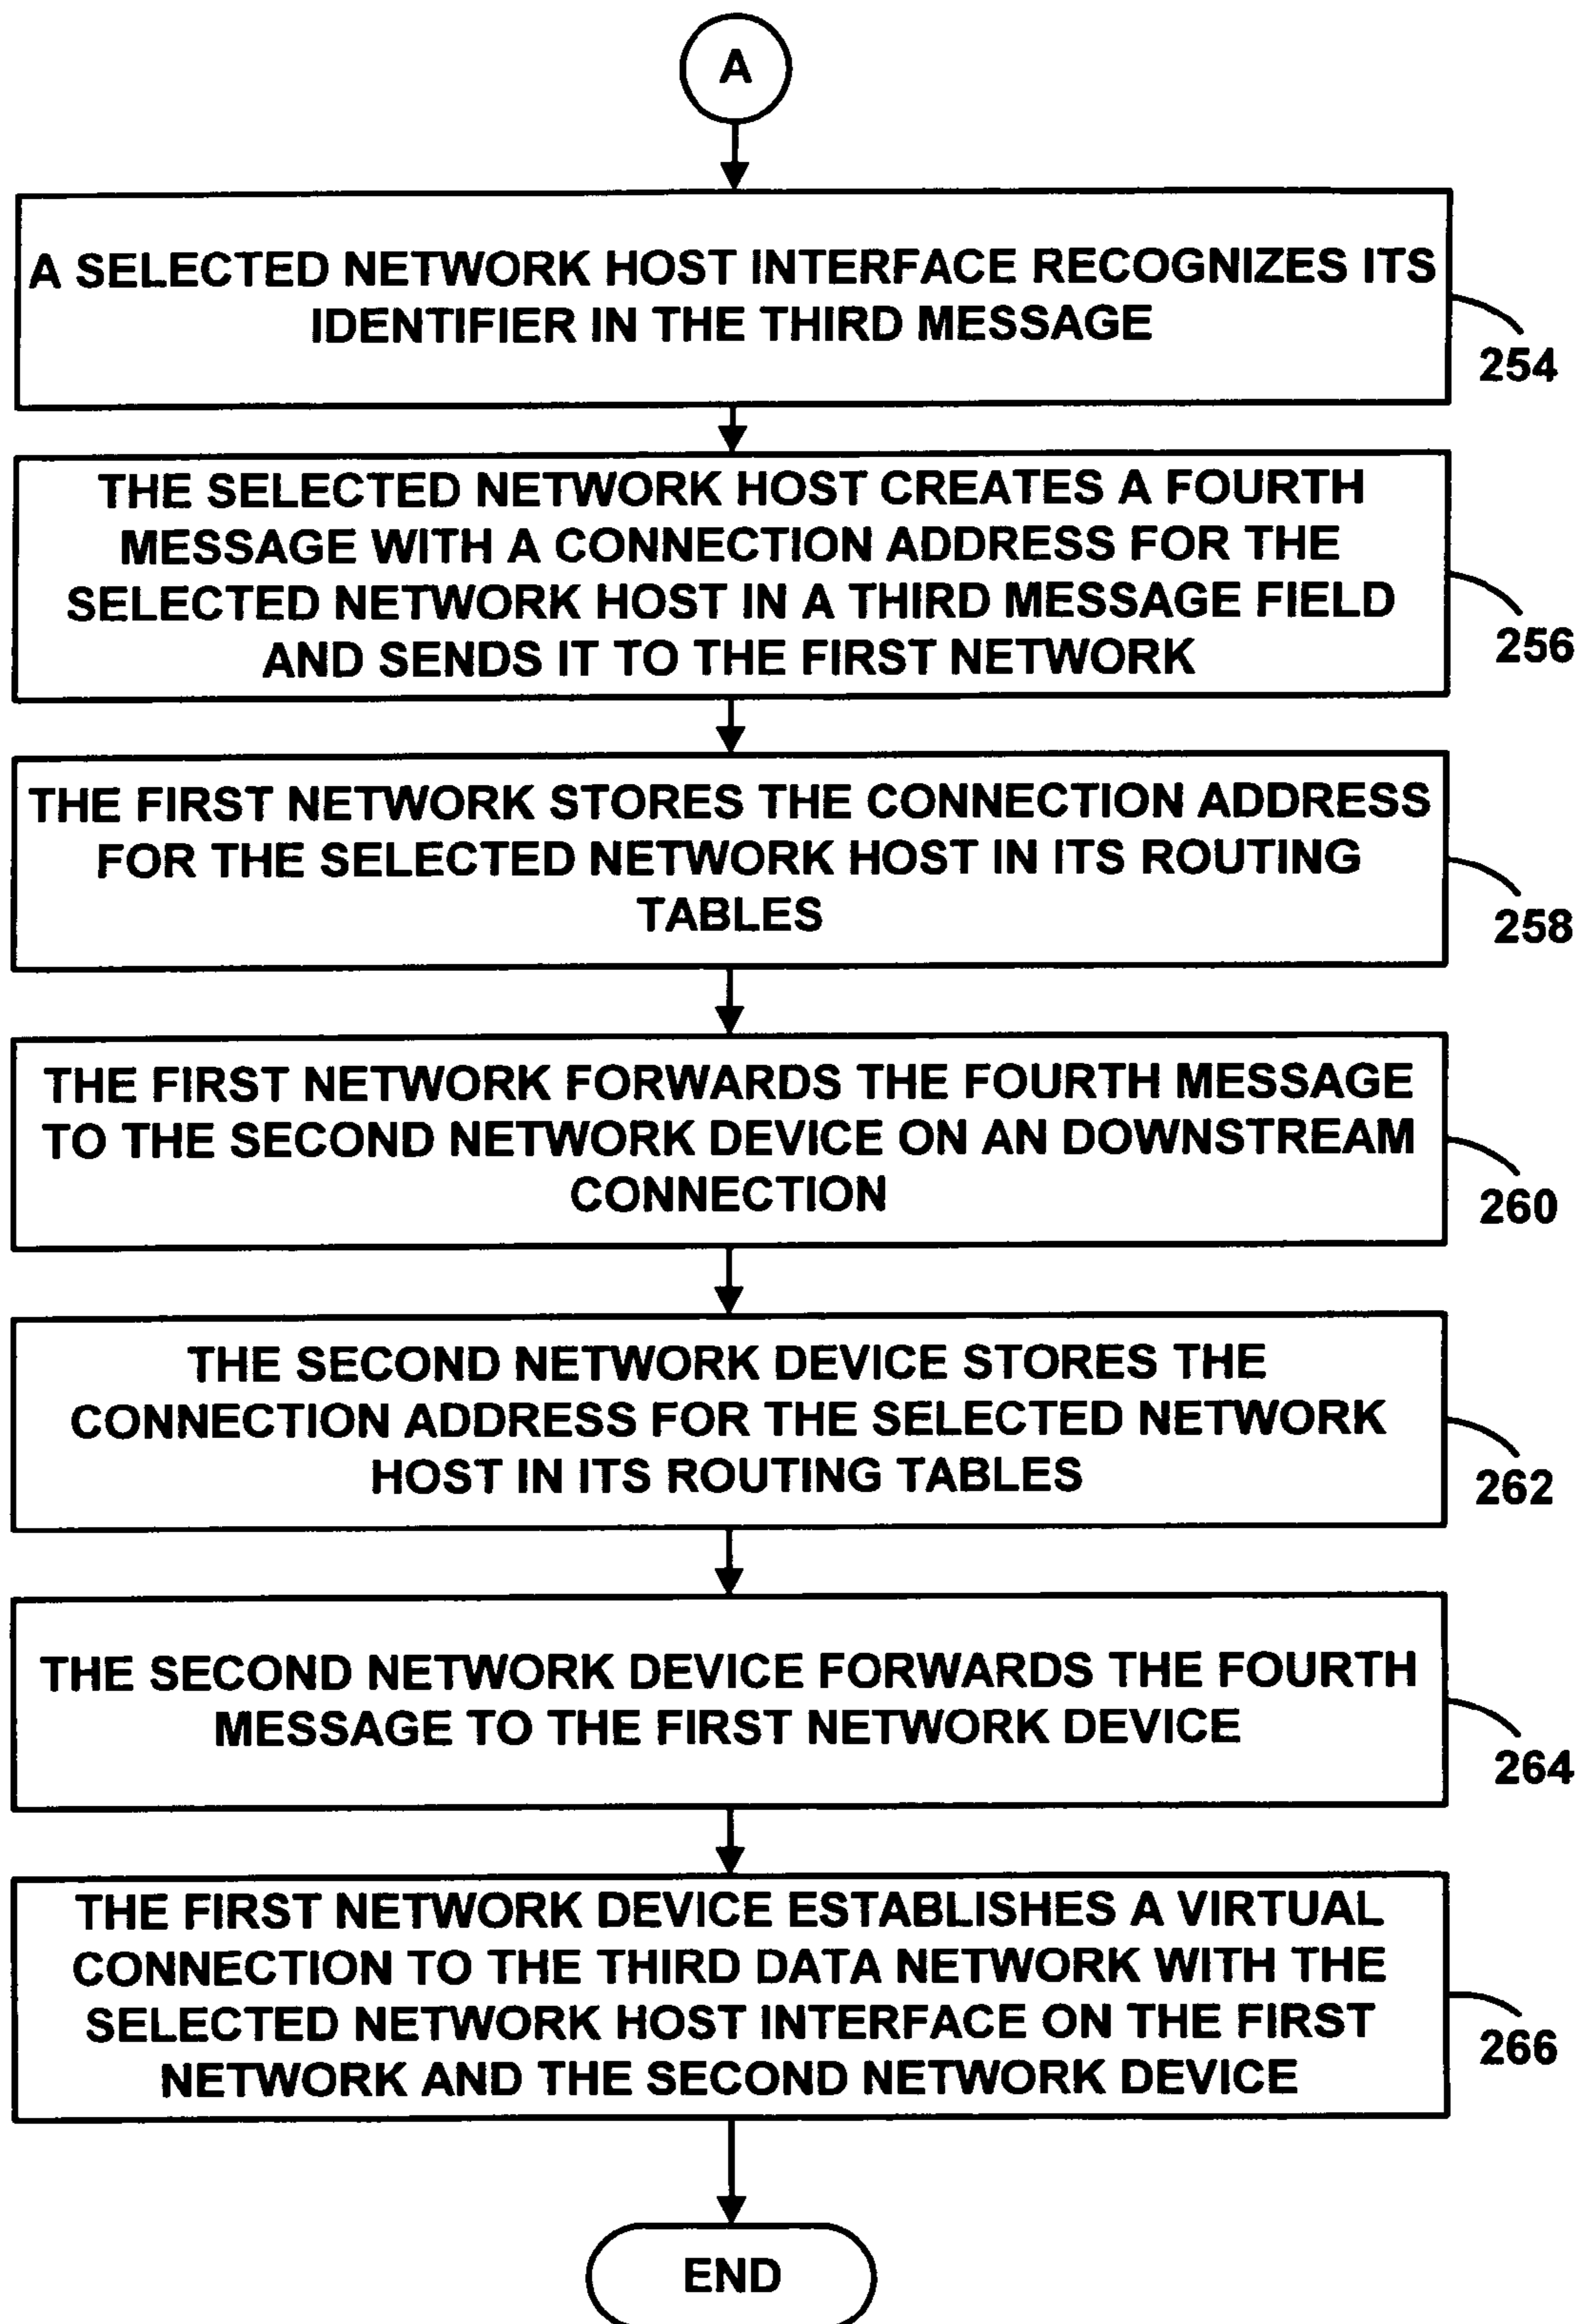 A
A SELECTED NETWORK HOST INTERFACE RECOGNIZES ITS
IDENTIFIER IN THE THIRD MESSAGE
254
THE SELECTED NETWORK HOST CREATES A FOURTH
MESSAGE WITH A CONNECTION ADDRESS FOR THE
SELECTED NETWORK HOST IN A THIRD MESSAGE FIELD
AND SENDS IT TO THE FIRST NETWORK
256
THE FIRST NETWORK STORES THE CONNECTION ADDRESS
FOR THE SELECTED NETWORK HOST IN ITS ROUTING
TABLES
258
THE FIRST NETWORK FORWARDS THE FOURTH MESSAGE
TO THE SECOND NETWORK DEVICE ON AN DOWNSTREAM
CONNECTION
260
THE SECOND NETWORK DEVICE STORES THE
CONNECTION ADDRESS FOR THE SELECTED NETWORK
HOST IN ITS ROUTING TABLES
262
THE SECOND NETWORK DEVICE FORWARDS THE FOURTH
MESSAGE TO THE FIRST NETWORK DEVICE
264
THE FIRST NETWORK DEVICE ESTABLISHES A VIRTUAL
CONNECTION TO THE THIRD DATA NETWORK WITH THE
SELECTED NETWORK HOST INTERFACE ON THE FIRST
NETWORK AND THE SECOND NETWORK DEVICE
266
END